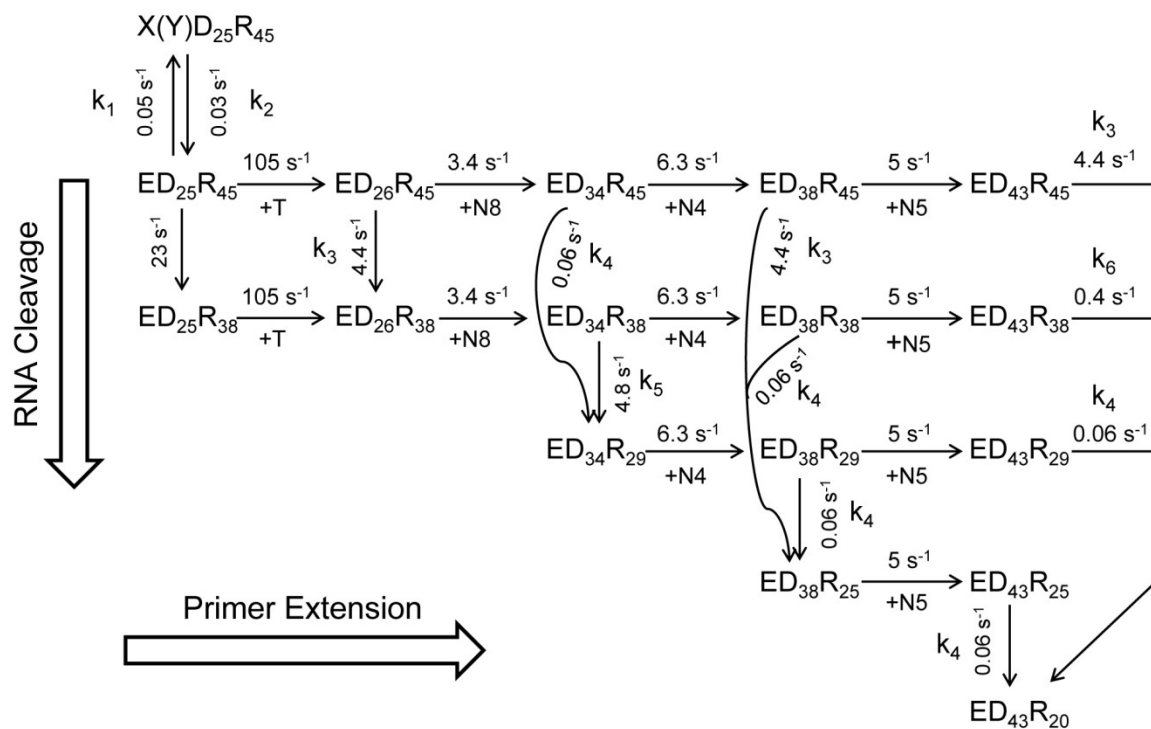 X(Y)D₂₅R₄₅
k₁ 0.05 s⁻¹ 0.03 s⁻¹ k₂
k₃
105 s⁻¹ 3.4 s⁻¹ 6.3 s⁻¹ 5 s⁻¹ 4.4 s⁻¹
ED₂₅R₄₅ ED₂₆R₄₅ ED₃₄R₄₅ ED₃₈R₄₅ ED₄₃R₄₅
+T +N8 +N4 +N5
23 s⁻¹ k₃ 4.4 s⁻¹ 0.06 s⁻¹ k₄ 4.4 s⁻¹ k₃ k₆
105 s⁻¹ 3.4 s⁻¹ 6.3 s⁻¹ 5 s⁻¹ 0.4 s⁻¹
ED₂₅R₃₈ ED₂₆R₃₈ ED₃₄R₃₈ ED₃₈R₃₈ ED₄₃R₃₈
+T +N8 +N4 +N5
4.8 s⁻¹ k₅ 0.06 s⁻¹ k₄ k₄
6.3 s⁻¹ 5 s⁻¹ 0.06 s⁻¹
ED₃₄R₂₉ ED₃₈R₂₉ ED₄₃R₂₉
+N4 +N5
0.06 s⁻¹ k₄
5 s⁻¹
ED₃₈R₂₅ ED₄₃R₂₅
+N5
k₄ 0.06 s⁻¹
ED₄₃R₂₀
RNA Cleavage
Primer Extension